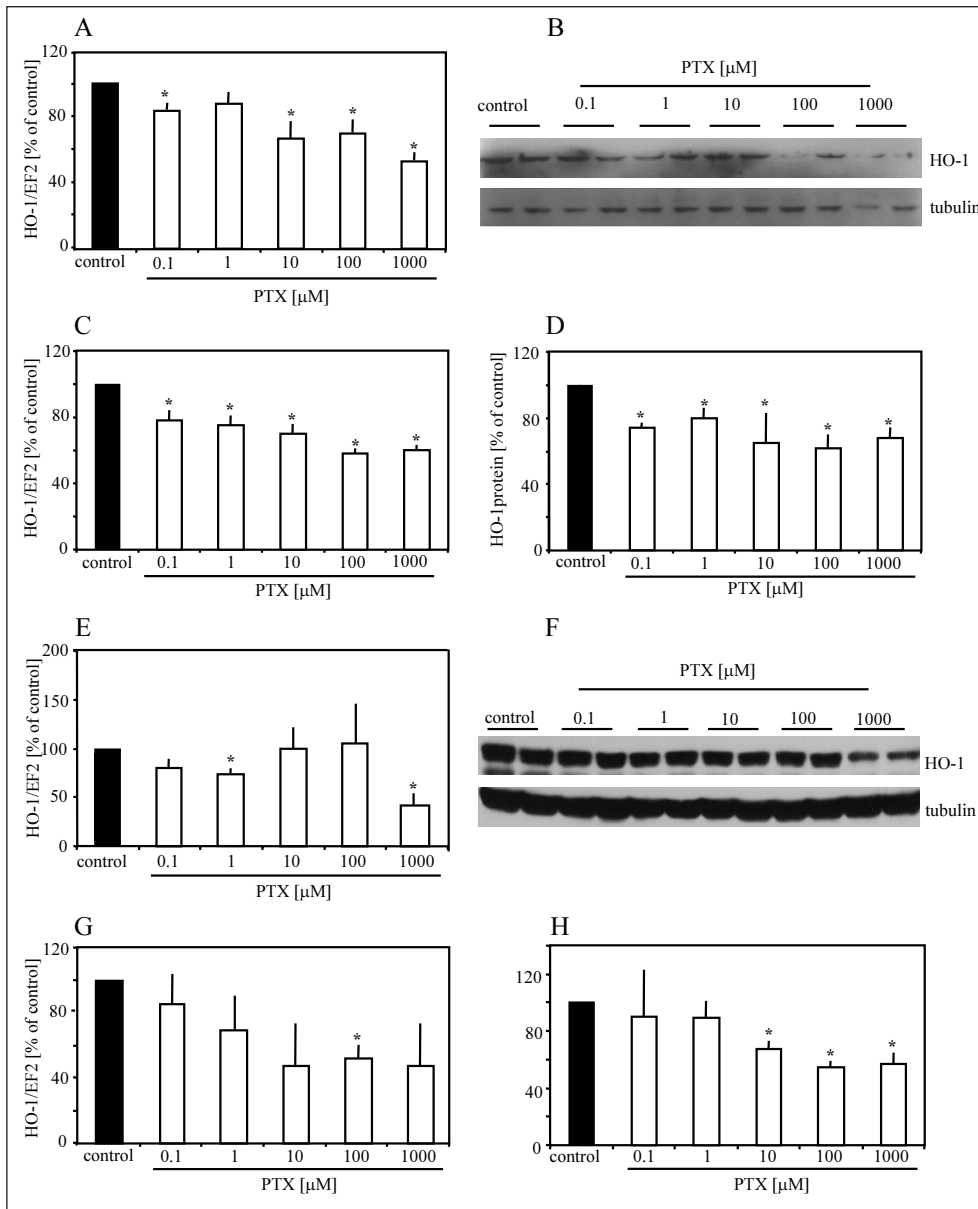 A
HO-1/EF2 [% of control]
120
80
40
0
control
0.1 1 10 100 1000
* * * *
PTX [μM]
B
PTX [μM]
control 0.1 1 10 100 1000
HO-1
tubulin
C
HO-1/EF2 [% of control]
120
80
40
0
control
0.1 1 10 100 1000
* * * * *
PTX [μM]
D
HO-1protein [% of control]
120
80
40
0
control
0.1 1 10 100 1000
* * * * *
PTX [μM]
E
HO-1/EF2 [% of control]
200
150
100
50
0
control
0.1 1 10 100 1000
* *
PTX [μM]
F
PTX [μM]
control 0.1 1 10 100 1000
HO-1
tubulin
G
HO-1/EF2 [% of control]
120
80
40
0
control
0.1 1 10 100 1000
*
PTX [μM]
H
120
80
40
0
control
0.1 1 10 100 1000
* * *
PTX [μM]